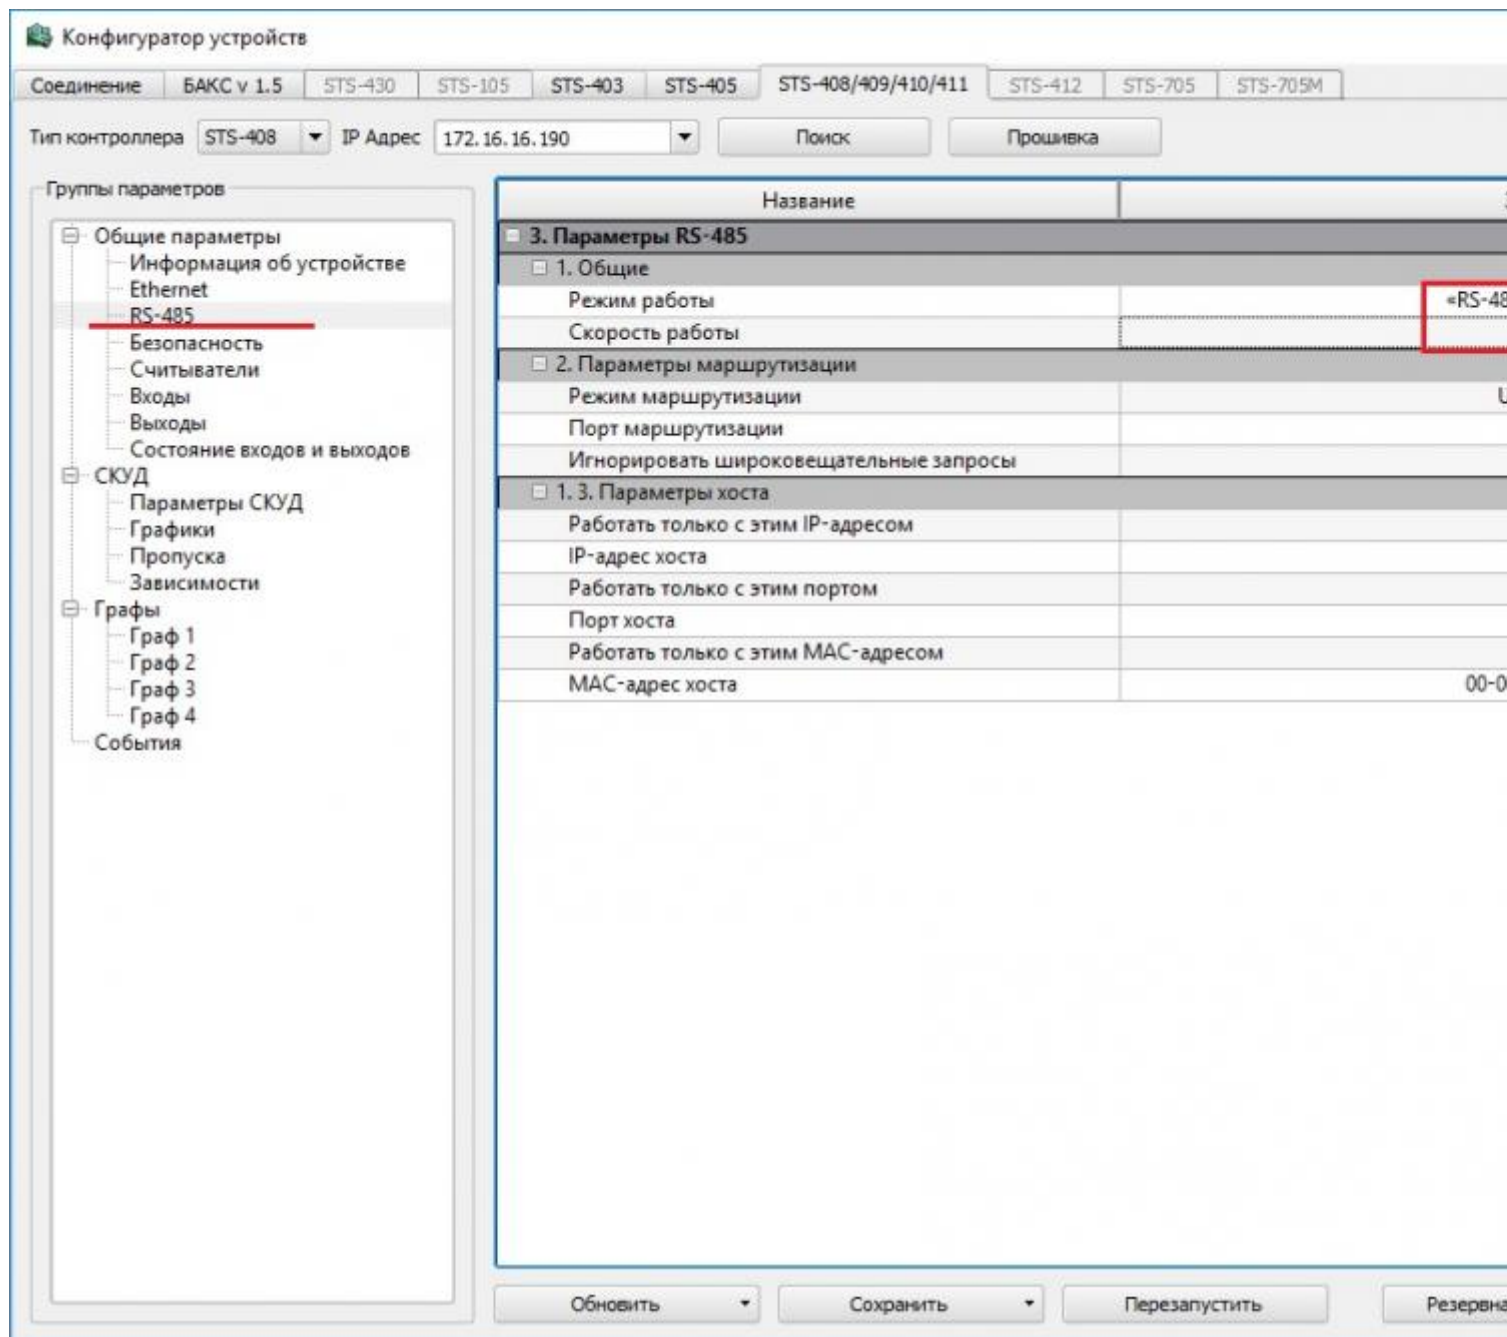 Конфигуратор устройств
Соединение БАКС v 1.5 STS-430 STS-105 STS-403 STS-405 STS-408/409/410/411 STS-412 STS-705 STS-705M
Тип контроллера STS-408 IP Адрес 172.16.16.190 Поиск Прошивка
Группы параметров
Общие параметры
Информация об устройстве
Ethernet
RS-485
Безопасность
Считыватели
Входы
Выходы
Состояние входов и выходов
СКУД
Параметры СКУД
Графики
Пропуска
Зависимости
Графы
Граф 1
Граф 2
Граф 3
Граф 4
События
Название
3. Параметры RS-485
1. Общие
Режим работы «RS-48
Скорость работы
2. Параметры маршрутизации
Режим маршрутизации U
Порт маршрутизации
Игнорировать широковещательные запросы
1. 3. Параметры хоста
Работать только с этим IP-адресом
IP-адрес хоста
Работать только с этим портом
Порт хоста
Работать только с этим MAC-адресом
MAC-адрес хоста 00-0
Обновить Сохранить Перезапустить Резервна